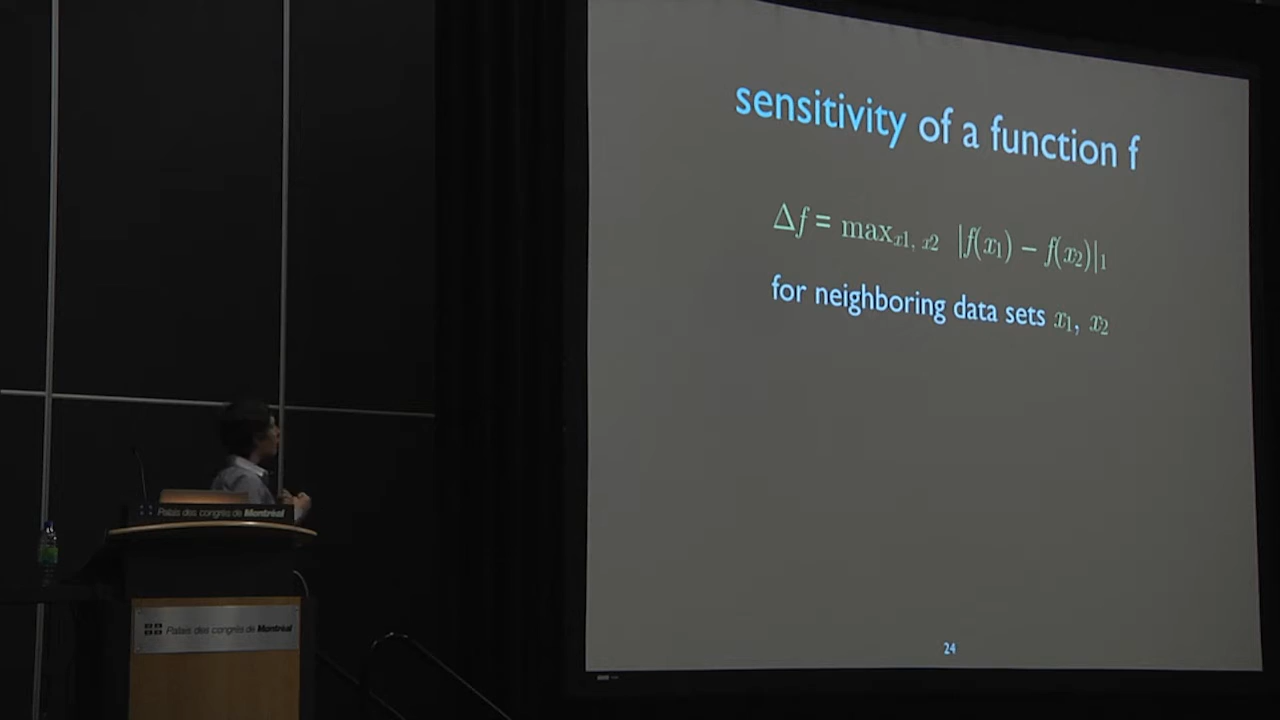 sensitivity of a function f
Δf = max_{x1, x2} |f(x₁) − f(x₂)|₁
for neighboring data sets x₁, x₂
24
Palais des congrès de Montréal
Palais des congrès de Montréal